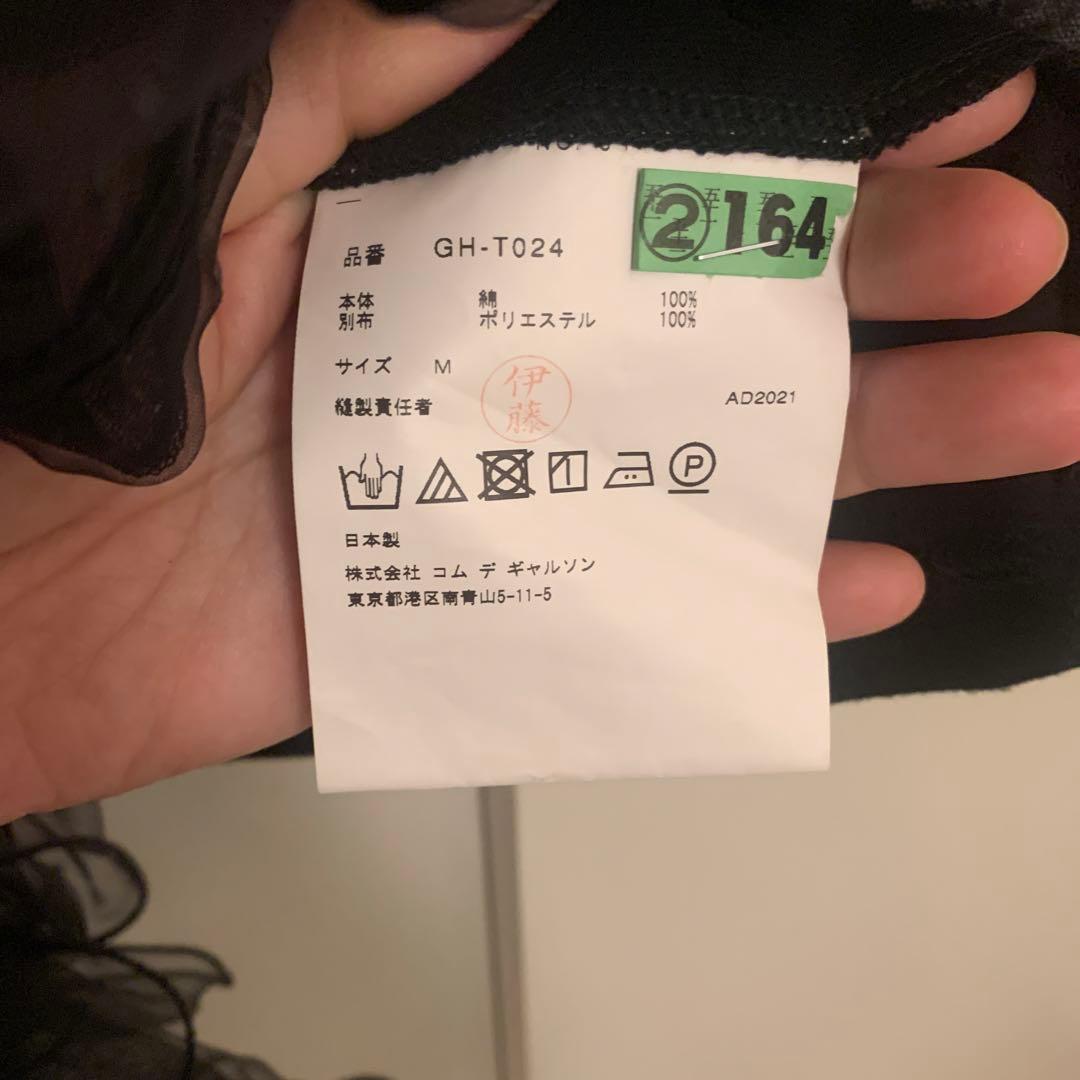 ②164
品番 GH-T024
本体 綿 100%
別布 ポリエステル 100%
サイズ M
縫製責任者 伊藤
AD2021
P
日本製
株式会社 コム デ ギャルソン
東京都港区南青山5-11-5